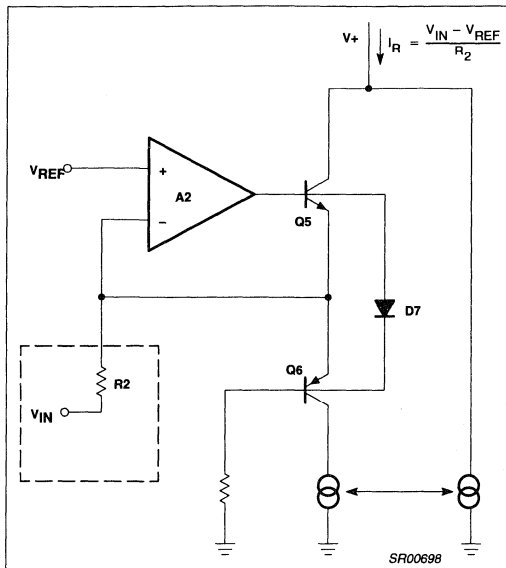 V+
I_R = V_IN – V_REF
R_2
V_REF
+
A2
–
Q5
D7
Q6
R2
V_IN
SR00698